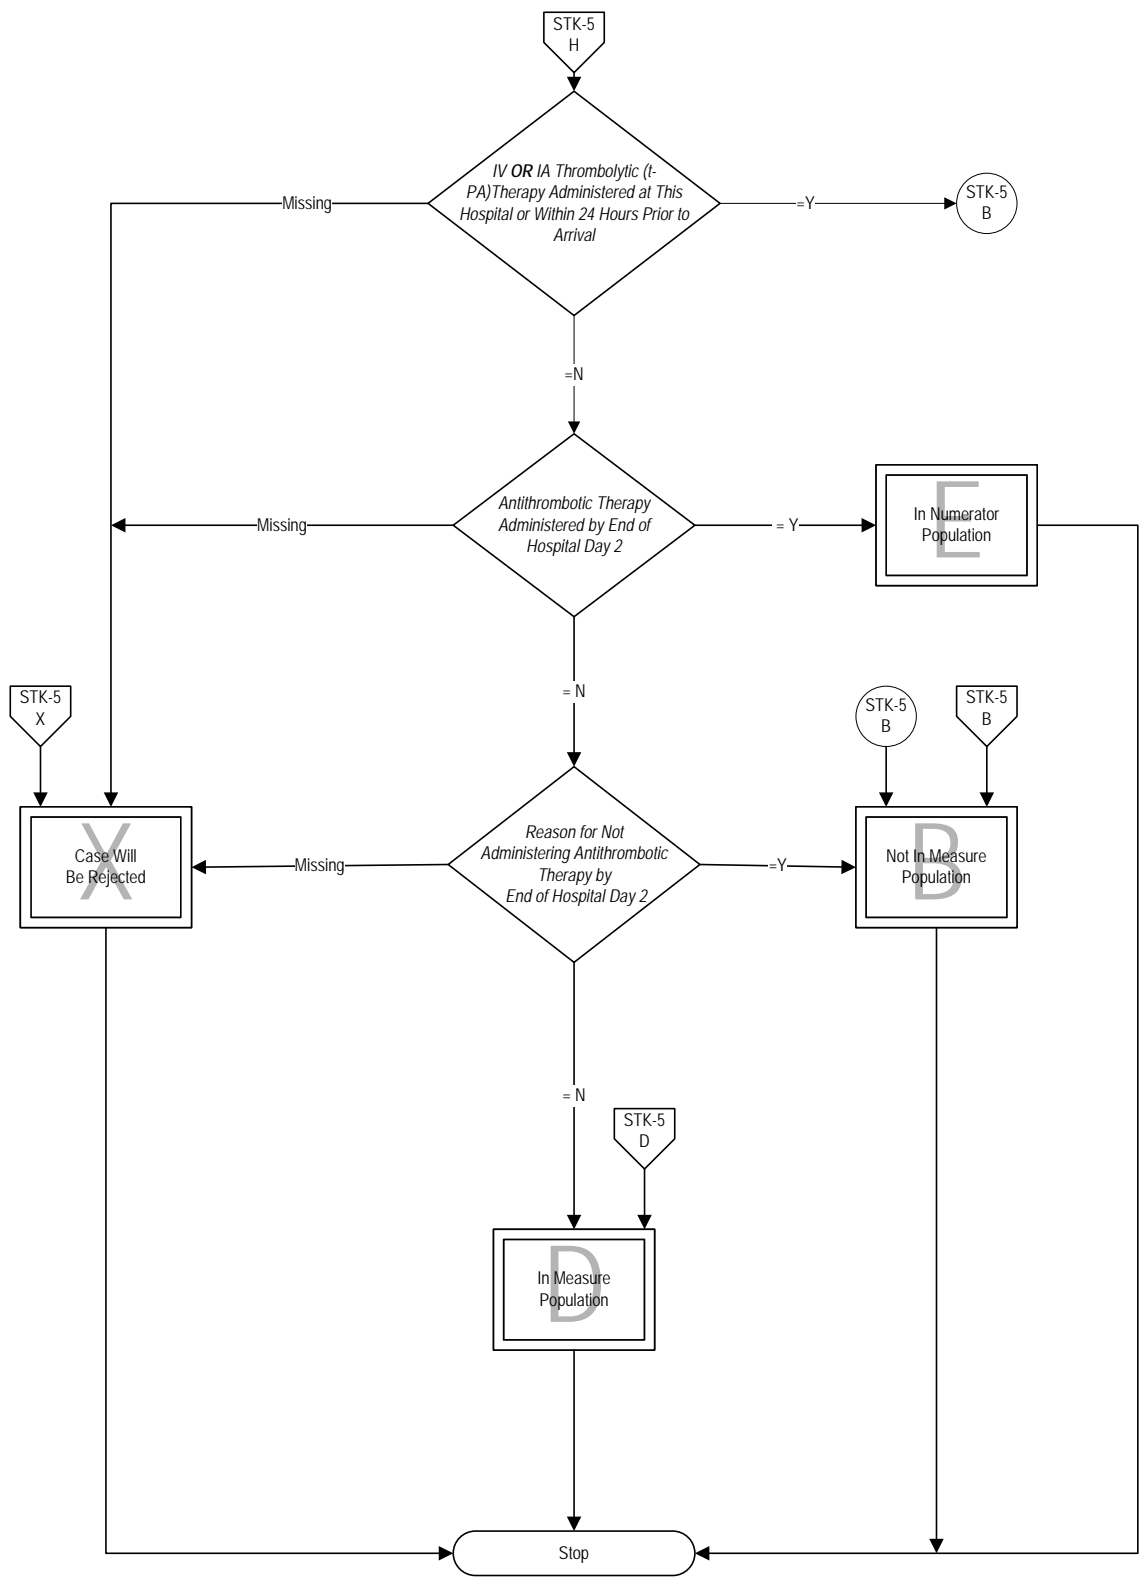 STK-5
H
IV OR IA Thrombolytic (t-
PA)Therapy Administered at This
Hospital or Within 24 Hours Prior to
Arrival
Missing
=Y
STK-5
B
=N
Antithrombotic Therapy
Administered by End of
Hospital Day 2
Missing
= Y
E
In Numerator
Population
= N
STK-5
X
STK-5
B
STK-5
B
X
Case Will
Be Rejected
Missing
Reason for Not
Administering Antithrombotic
Therapy by
End of Hospital Day 2
=Y
B
Not In Measure
Population
= N
STK-5
D
D
In Measure
Population
Stop